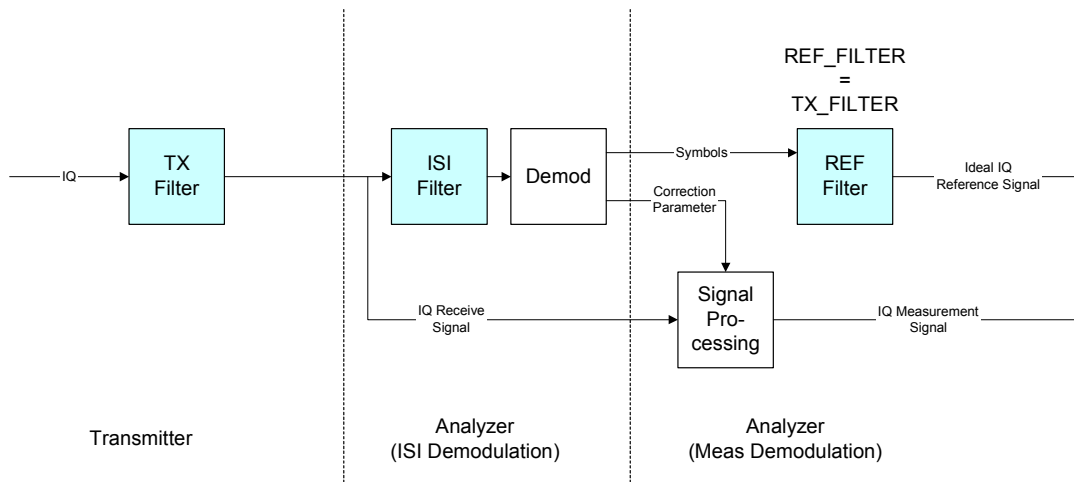 REF_FILTER
=
TX_FILTER
IQ
TX
Filter
ISI
Filter
Demod
Symbols
REF
Filter
Ideal IQ
Reference Signal
Correction
Parameter
IQ Receive
Signal
Signal
Pro-
cessing
IQ Measurement
Signal
Transmitter
Analyzer
(ISI Demodulation)
Analyzer
(Meas Demodulation)